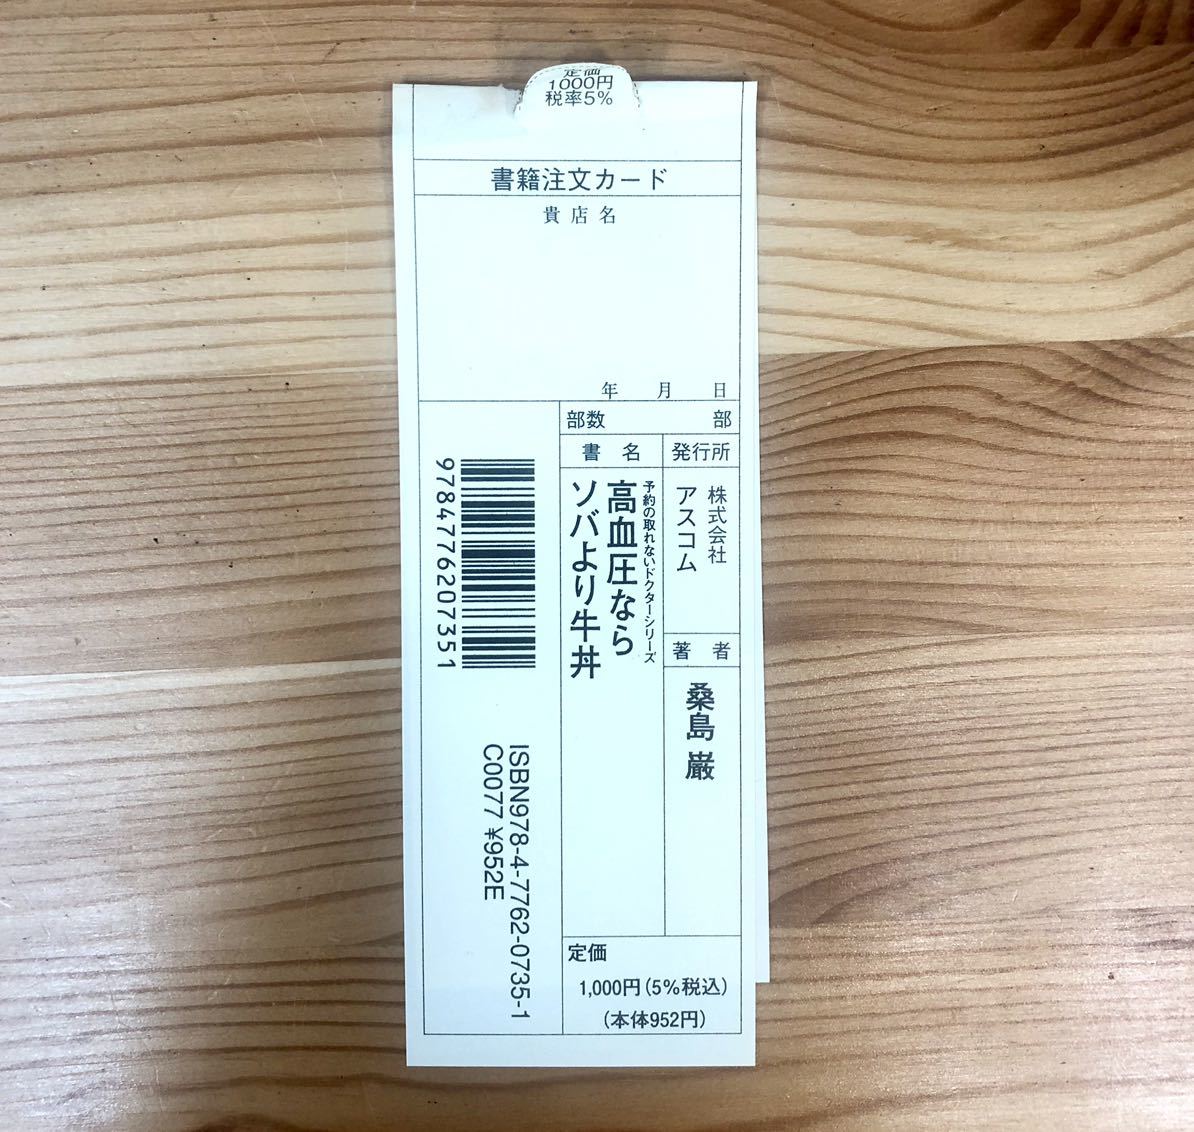 定価
1000円
税率5%
書籍注文カード
貴店名
年 月 日
部数 部
書名
発行所
株式会社
アスコム
予約の取れないドクターシリーズ
高血圧なら
ソバより牛丼
著者
桑島 巌
9784776207351
ISBN978-4-7762-0735-1
C0077 ¥952E
定価
1,000円(5%税込)
(本体952円)